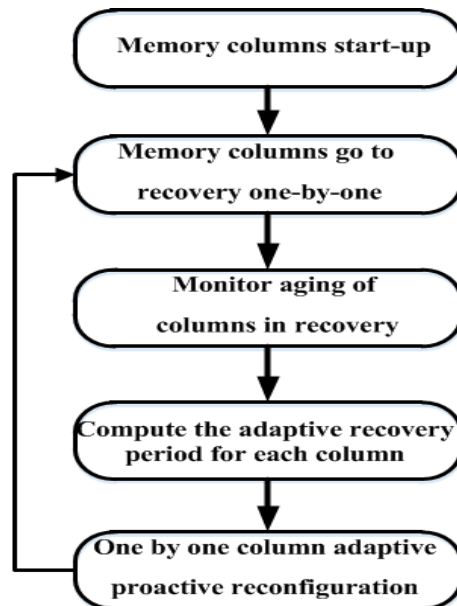 Memory columns start-up
Memory columns go to
recovery one-by-one
Monitor aging of
columns in recovery
Compute the adaptive recovery
period for each column
One by one column adaptive
proactive reconfiguration